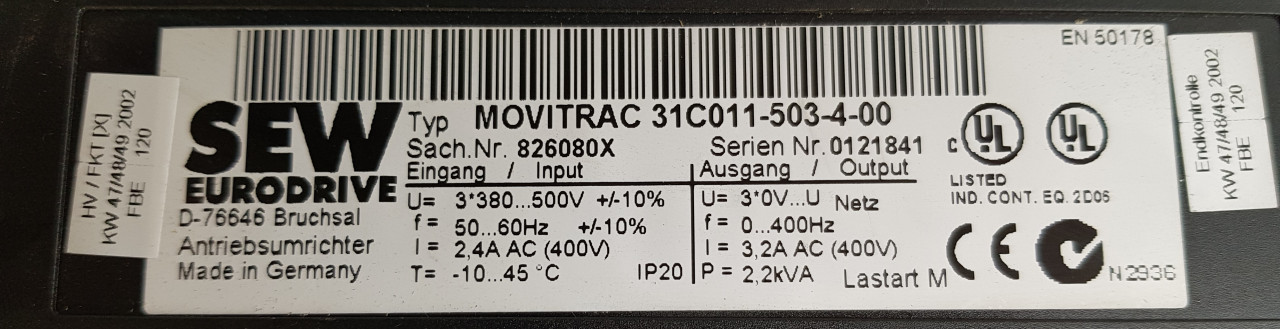 EN 50178
HV / FKT [X]
KW 47/48/49 2002
FBE 120
SEW
EURODRIVE
D-76646 Bruchsal
Antriebsumrichter
Made in Germany
Typ MOVITRAC 31C011-503-4-00
Sach.Nr. 826080X Serien Nr. 0121841
Eingang / Input Ausgang / Output
U= 3*380...500V +/-10% U= 3*0V...U Netz
f = 50...60Hz +/-10% f = 0...400Hz
I = 2,4A AC (400V) I = 3,2A AC (400V)
T= -10...45 °C IP20 P = 2,2kVA Lastart M
c UL UL
LISTED
IND. CONT. EQ. 2D06
CE N2936
Endkontrolle
KW 47/48/49 2002
FBE 120